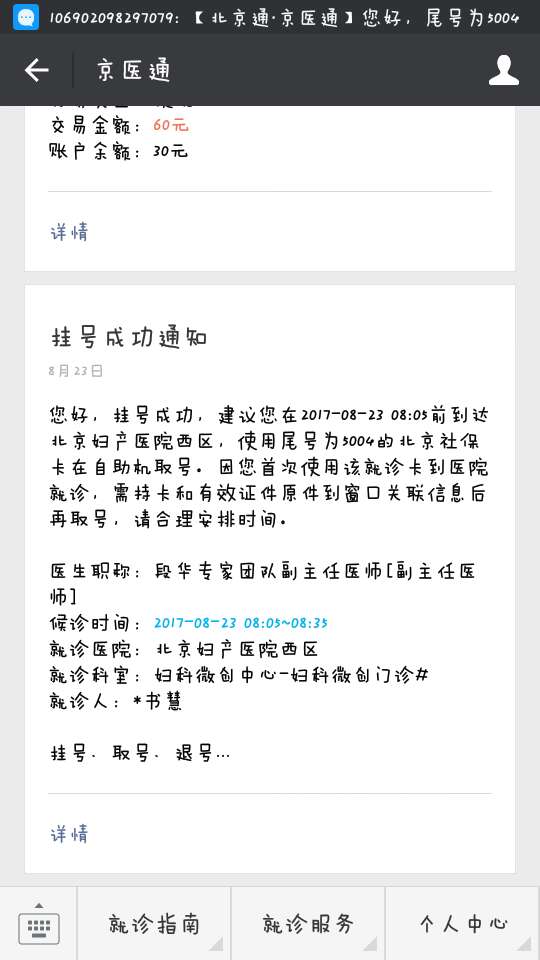 106902098297079:【北京通·京医通】您好，尾号为5004
京医通
交易金额：60元
账户余额：30元
详情
挂号成功通知
8月23日
您好，挂号成功，建议您在2017-08-23 08:05前到达
北京妇产医院西区，使用尾号为5004的北京社保
卡在自助机取号。因您首次使用该就诊卡到医院
就诊，需持卡和有效证件原件到窗口关联信息后
再取号，请合理安排时间。
医生职称：段华专家团队副主任医师[副主任医
师]
候诊时间：2017-08-23 08:05~08:35
就诊医院：北京妇产医院西区
就诊科室：妇科微创中心-妇科微创门诊#
就诊人：*书慧
挂号、取号、退号...
详情
就诊指南 就诊服务 个人中心